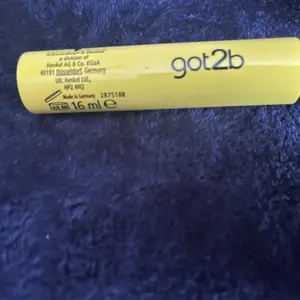 a division of
Henkel AG & Co. KGaA
40191 Düsseldorf, Germany
UK: Henkel Ltd.,
HP2 4RQ
Made in Germany 2875188
16 ml e
got2b